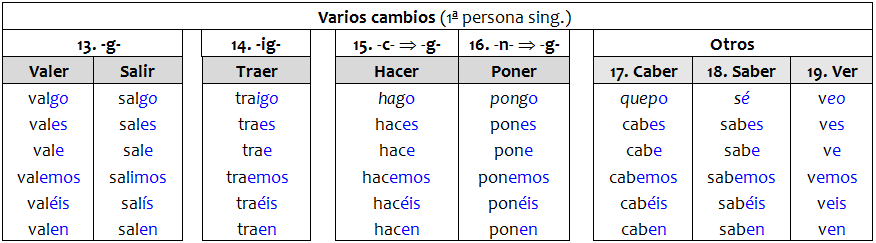 Varios cambios (1ª persona sing.)
13. -g- 14. -ig- 15. -c- ⇒ -g- 16. -n- ⇒ -g- Otros
Valer Salir Traer Hacer Poner 17. Caber 18. Saber 19. Ver
valgo salgo traigo hago pongo quepo sé veo
vales sales traes haces pones cabes sabes ves
vale sale trae hace pone cabe sabe ve
valemos salimos traemos hacemos ponemos cabemos sabemos vemos
valéis salís traéis hacéis ponéis cabéis sabéis veis
valen salen traen hacen ponen caben saben ven